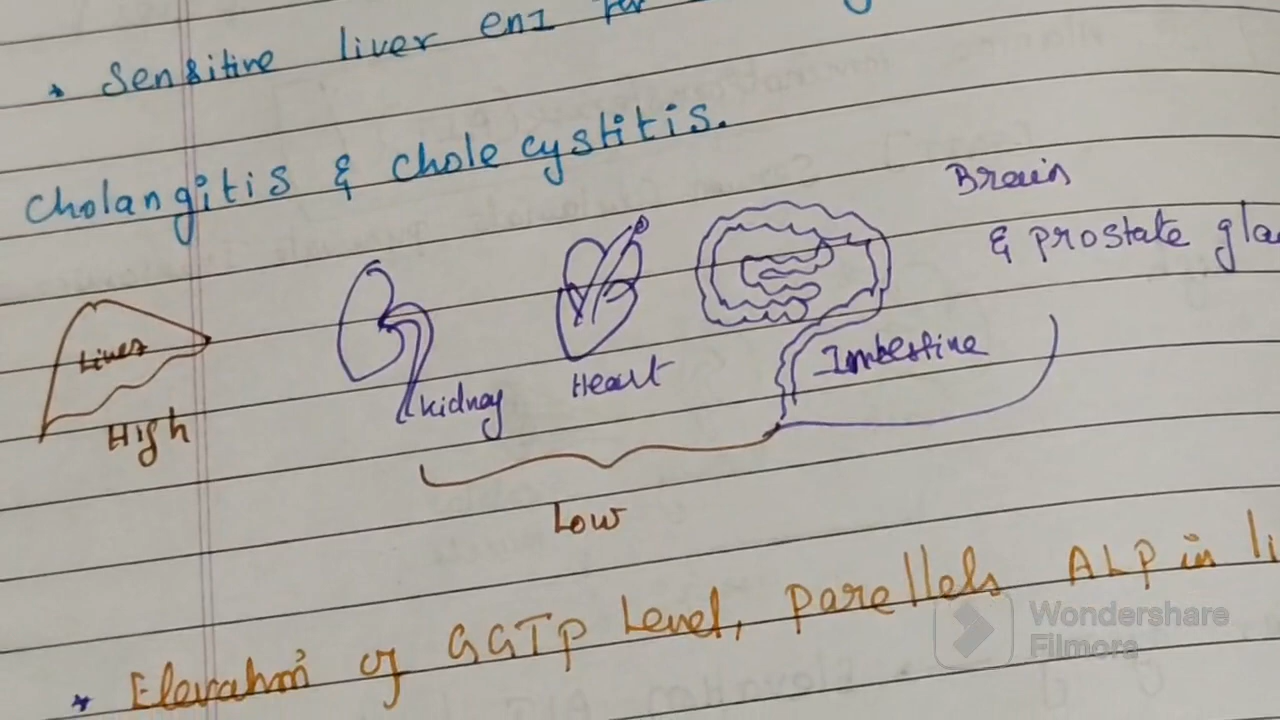 * Sensitive liver enz for
Cholangitis & cholecystitis.
Brain
& prostate gla
Liver
Intestine
Kidney
Heart
High
Low
* Elevation of GGTP Level, parellels ALP in li
Wondershare
Filmora